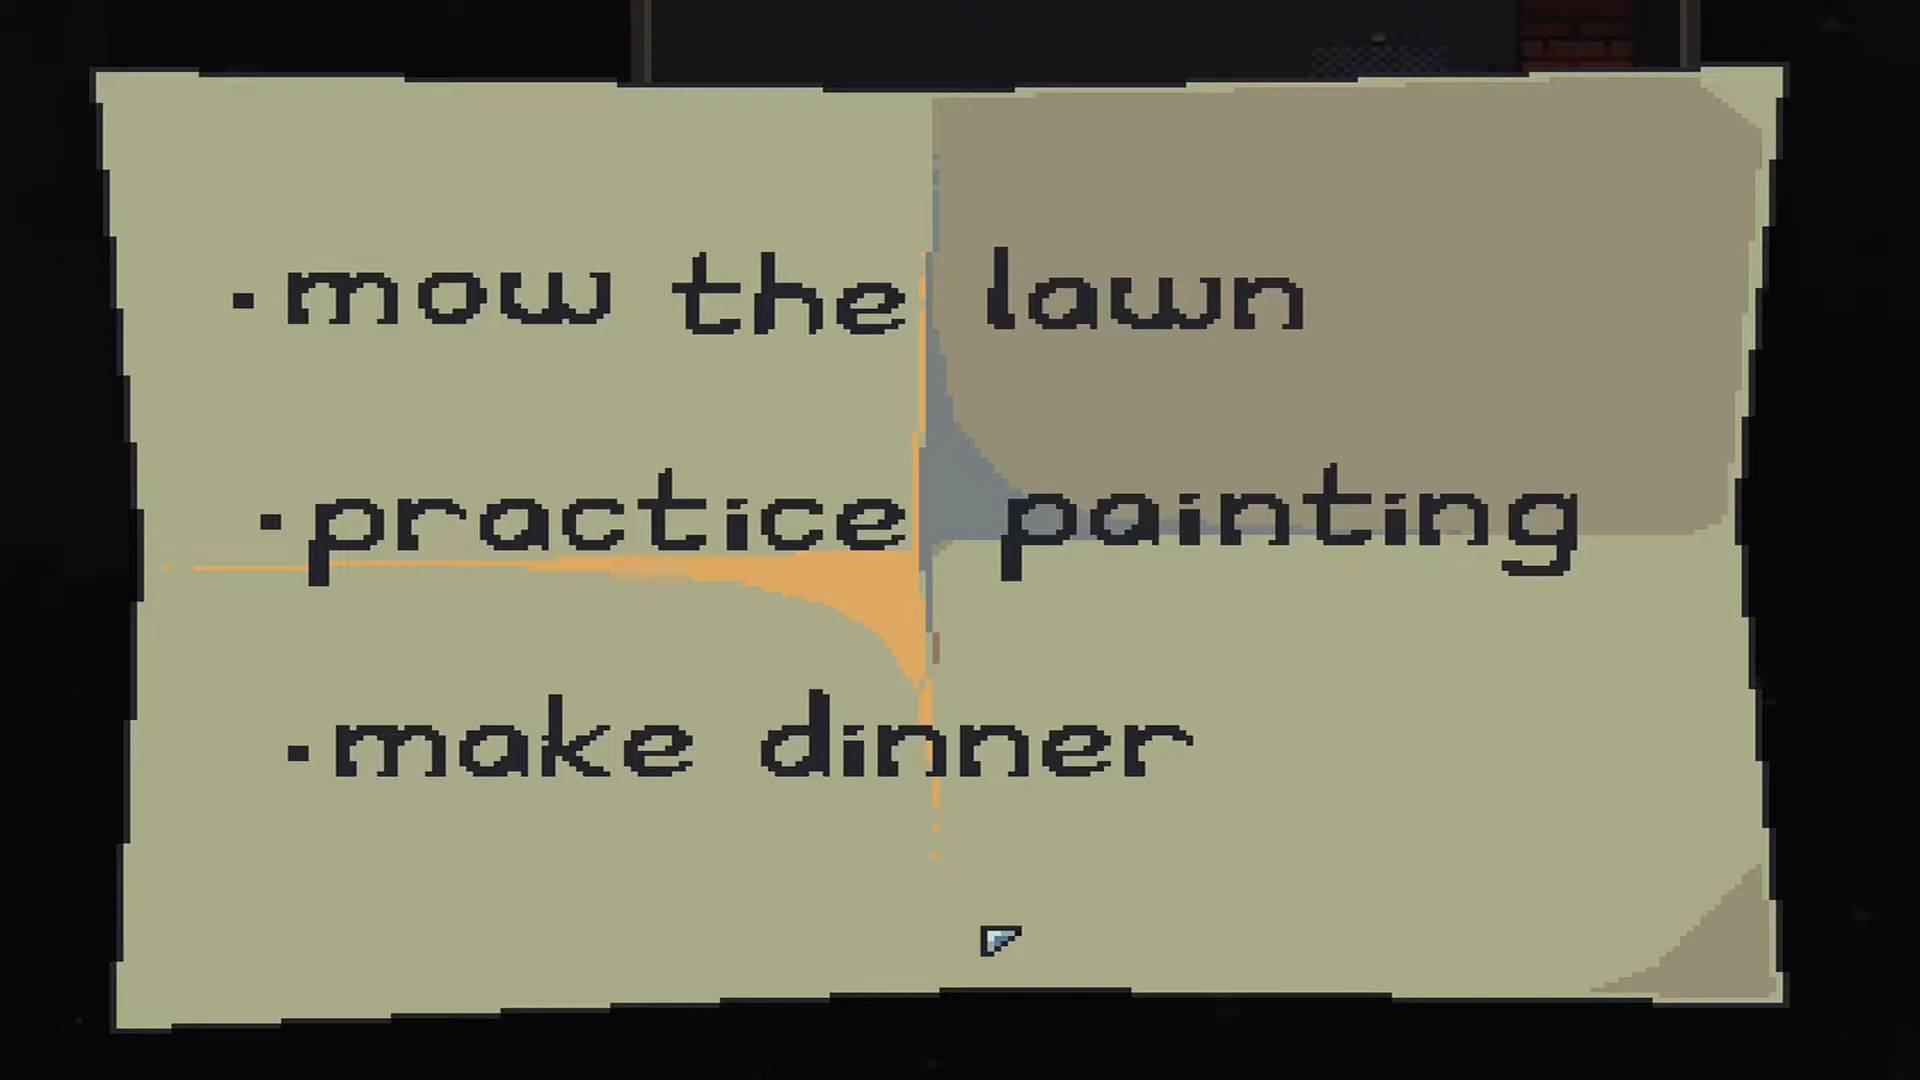 ·mow the lawn
·practice painting
·make dinner